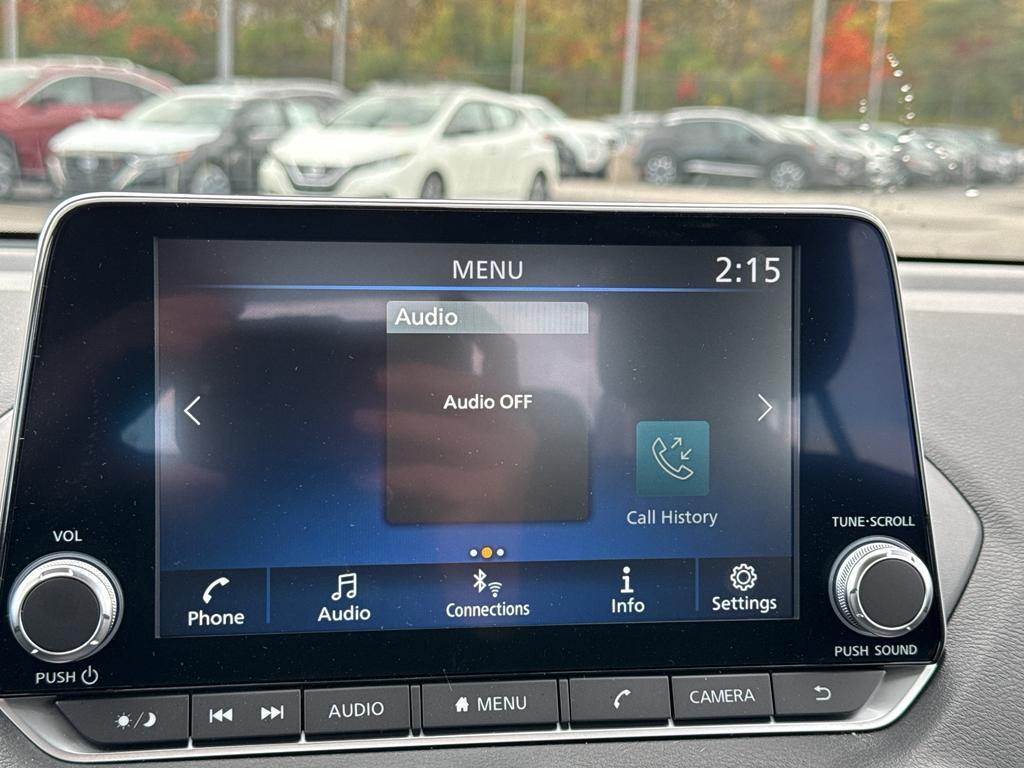 MENU
2:15
Audio
Audio OFF
Call History
Phone
Audio
Connections
Info
Settings
VOL
PUSH
TUNE·SCROLL
PUSH SOUND
AUDIO
MENU
CAMERA